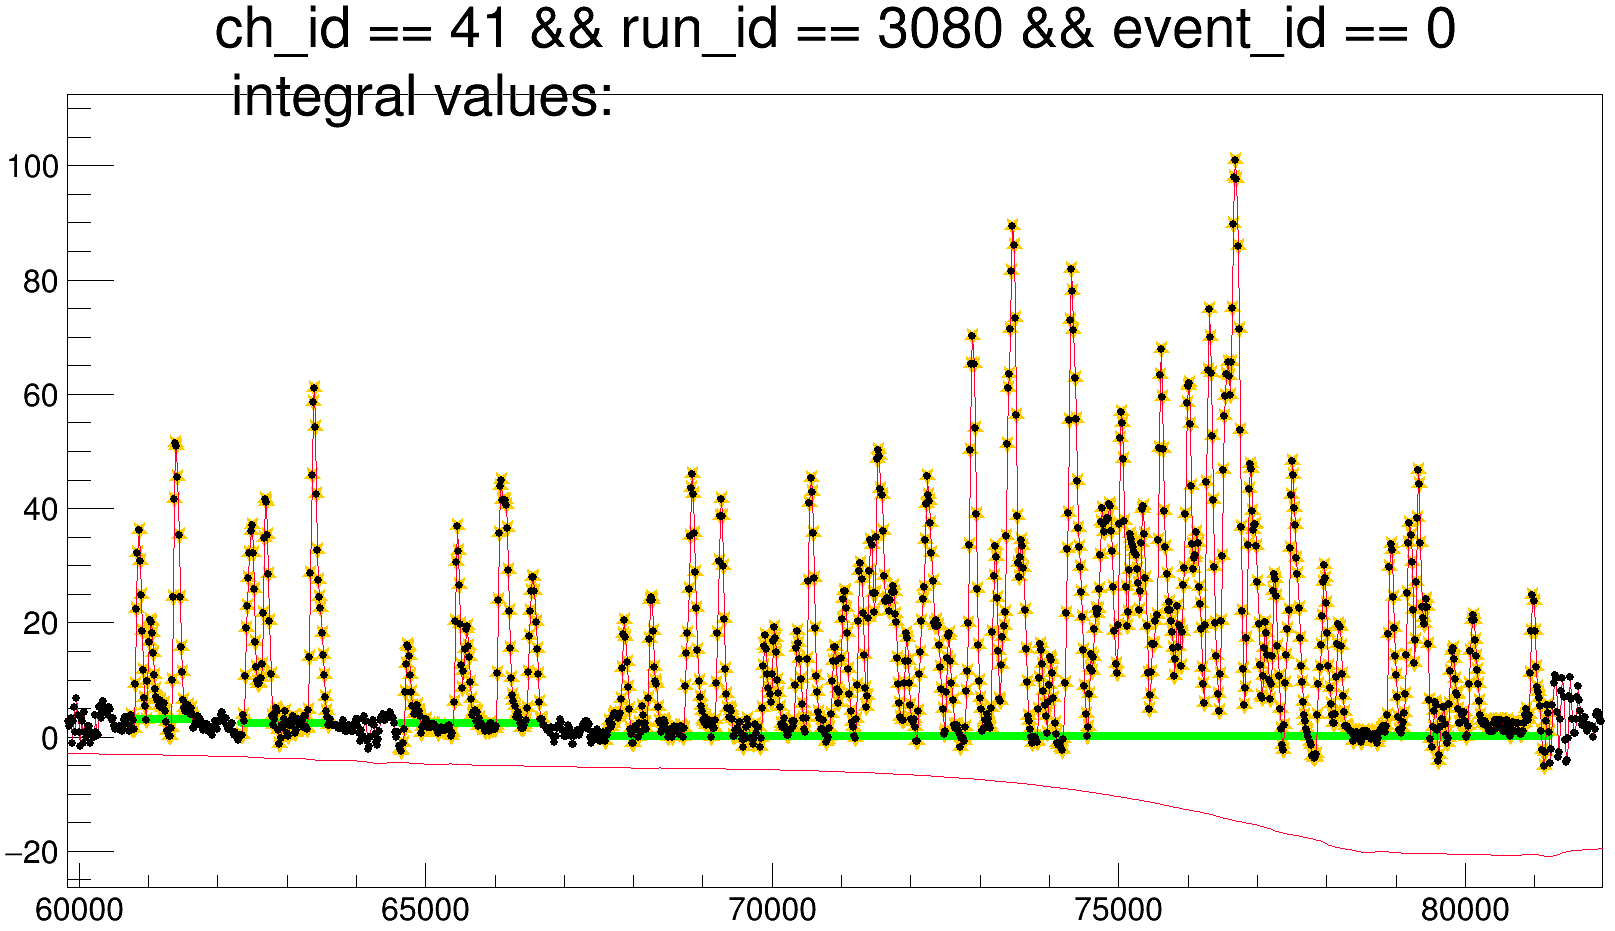 ch_id == 41 && run_id == 3080 && event_id == 0
integral values:
100
80
60
40
20
0
−20
60000 65000 70000 75000 80000